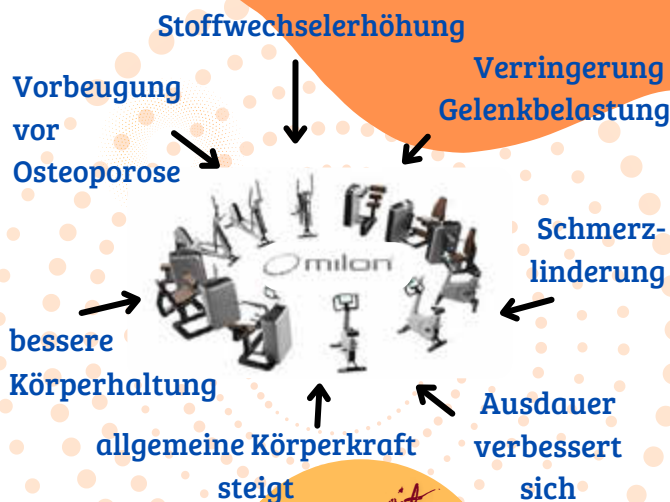 Stoffwechselerhöhung
Verringerung
Gelenkbelastung
Vorbeugung
vor
Osteoporose
milon
Schmerz-
linderung
bessere
Körperhaltung
Ausdauer
verbessert
sich
allgemeine Körperkraft
steigt